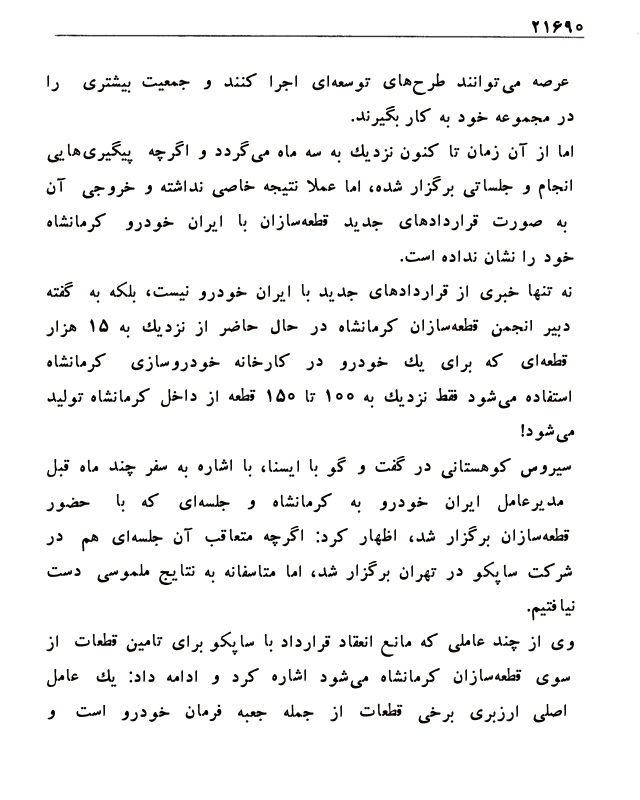 ۲۱۶۹۰
عرصه می‌توانند طرح‌های توسعه‌ای اجرا کنند و جمعیت بیشتری را
در مجموعه خود به کار بگیرند.
اما از آن زمان تا کنون نزدیك به سه ماه می‌گردد و اگرچه پیگیری‌هایی
انجام و جلساتی برگزار شده، اما عملا نتیجه خاصی نداشته و خروجی آن
به صورت قراردادهای جدید قطعه‌سازان با ایران خودرو کرمانشاه
خود را نشان نداده است.
نه تنها خبری از قراردادهای جدید با ایران خودرو نیست، بلکه به گفته
دبیر انجمن قطعه‌سازان کرمانشاه در حال حاضر از نزدیك به ۱۵ هزار
قطعه‌ای که برای یك خودرو در کارخانه خودروسازی کرمانشاه
استفاده می‌شود فقط نزدیك به ۱۰۰ تا ۱۵۰ قطعه از داخل کرمانشاه تولید
می‌شود!
سیروس کوهستانی در گفت و گو با ایسنا، با اشاره به سفر چند ماه قبل
مدیرعامل ایران خودرو به کرمانشاه و جلسه‌ای که با حضور
قطعه‌سازان برگزار شد، اظهار کرد: اگرچه متعاقب آن جلسه‌ای هم در
شرکت ساپکو در تهران برگزار شد، اما متاسفانه به نتایج ملموسی دست
نیافتیم.
وی از چند عاملی که مانع انعقاد قرارداد با ساپکو برای تامین قطعات از
سوی قطعه‌سازان کرمانشاه می‌شود اشاره کرد و ادامه داد: یك عامل
اصلی ارزبری برخی قطعات از جمله جعبه فرمان خودرو است و